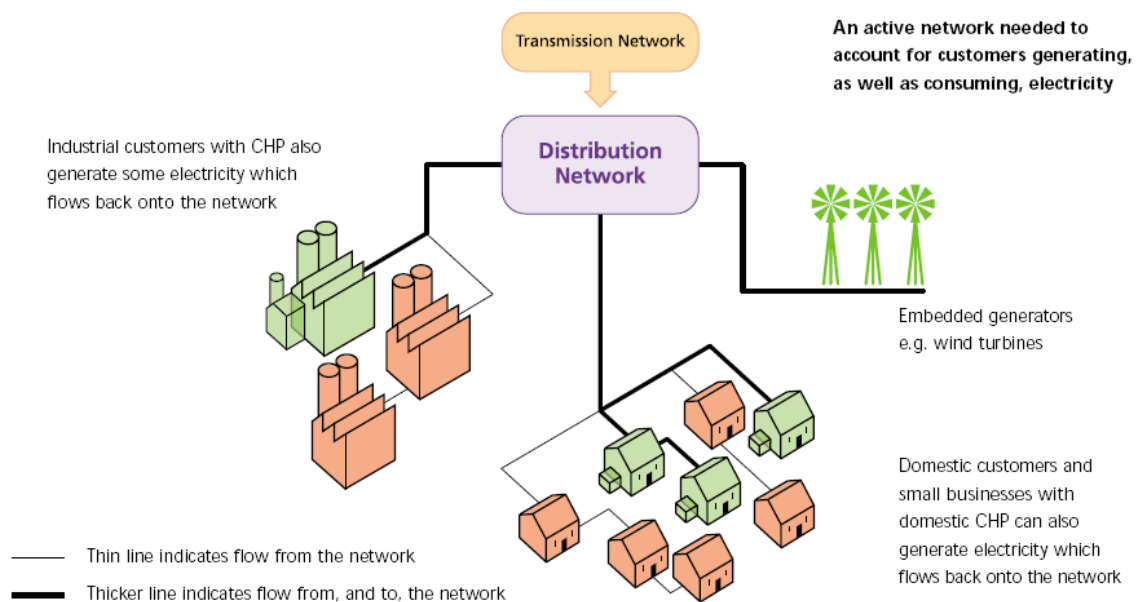 Transmission Network
An active network needed to
account for customers generating,
as well as consuming, electricity
Distribution
Network
Industrial customers with CHP also
generate some electricity which
flows back onto the network
Embedded generators
e.g. wind turbines
Domestic customers and
small businesses with
domestic CHP can also
generate electricity which
flows back onto the network
Thin line indicates flow from the network
Thicker line indicates flow from, and to, the network